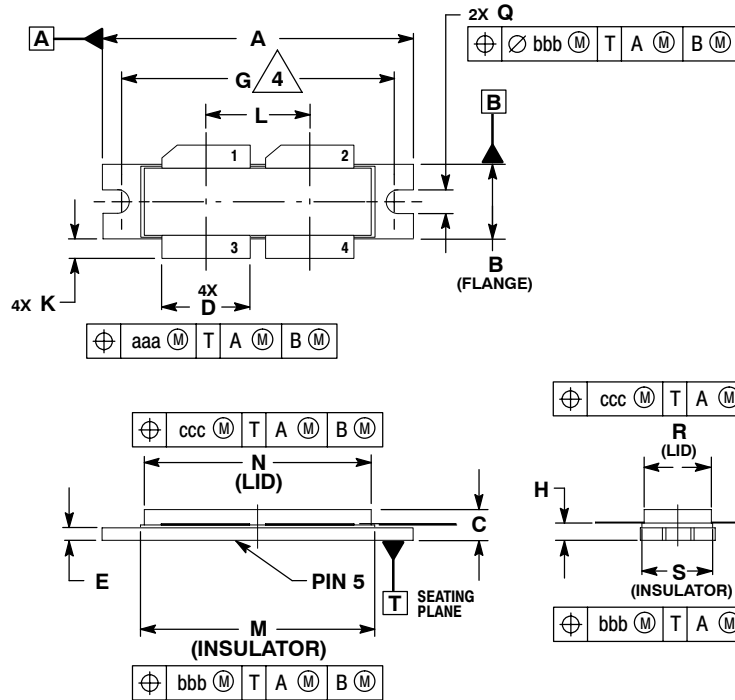 2X Q
⌖ ∅ bbb Ⓜ T A Ⓜ B Ⓜ
A A
G 4
L
B
1 2
3 4
B
(FLANGE)
4X K
4X
D
⌖ aaa Ⓜ T A Ⓜ B Ⓜ
⌖ ccc Ⓜ T A Ⓜ B Ⓜ
N
(LID)
C
E
PIN 5
T SEATING
PLANE
M
(INSULATOR)
⌖ bbb Ⓜ T A Ⓜ B Ⓜ
⌖ ccc Ⓜ T A Ⓜ
R
(LID)
H
S
(INSULATOR)
⌖ bbb Ⓜ T A Ⓜ